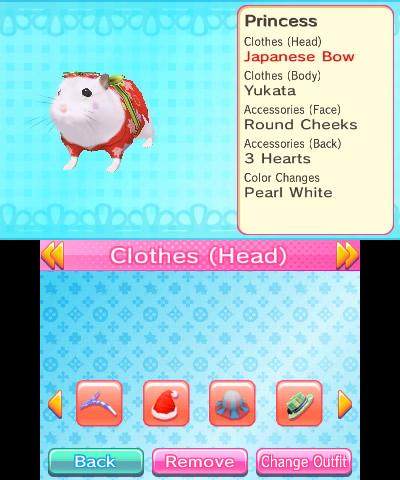 Princess
Clothes (Head)
Japanese Bow
Clothes (Body)
Yukata
Accessories (Face)
Round Cheeks
Accessories (Back)
3 Hearts
Color Changes
Pearl White
Clothes (Head)
Back
Remove
Change Outfit